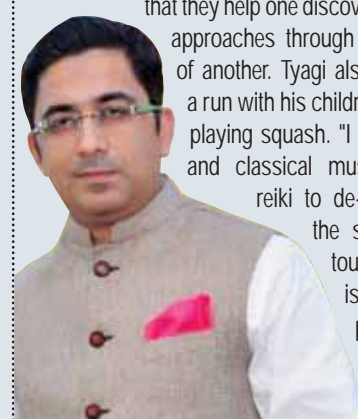 that they help one discov
approaches through
of another. Tyagi als
a run with his childr
playing squash. "I
and classical mus
reiki to de-
the s
tou
is